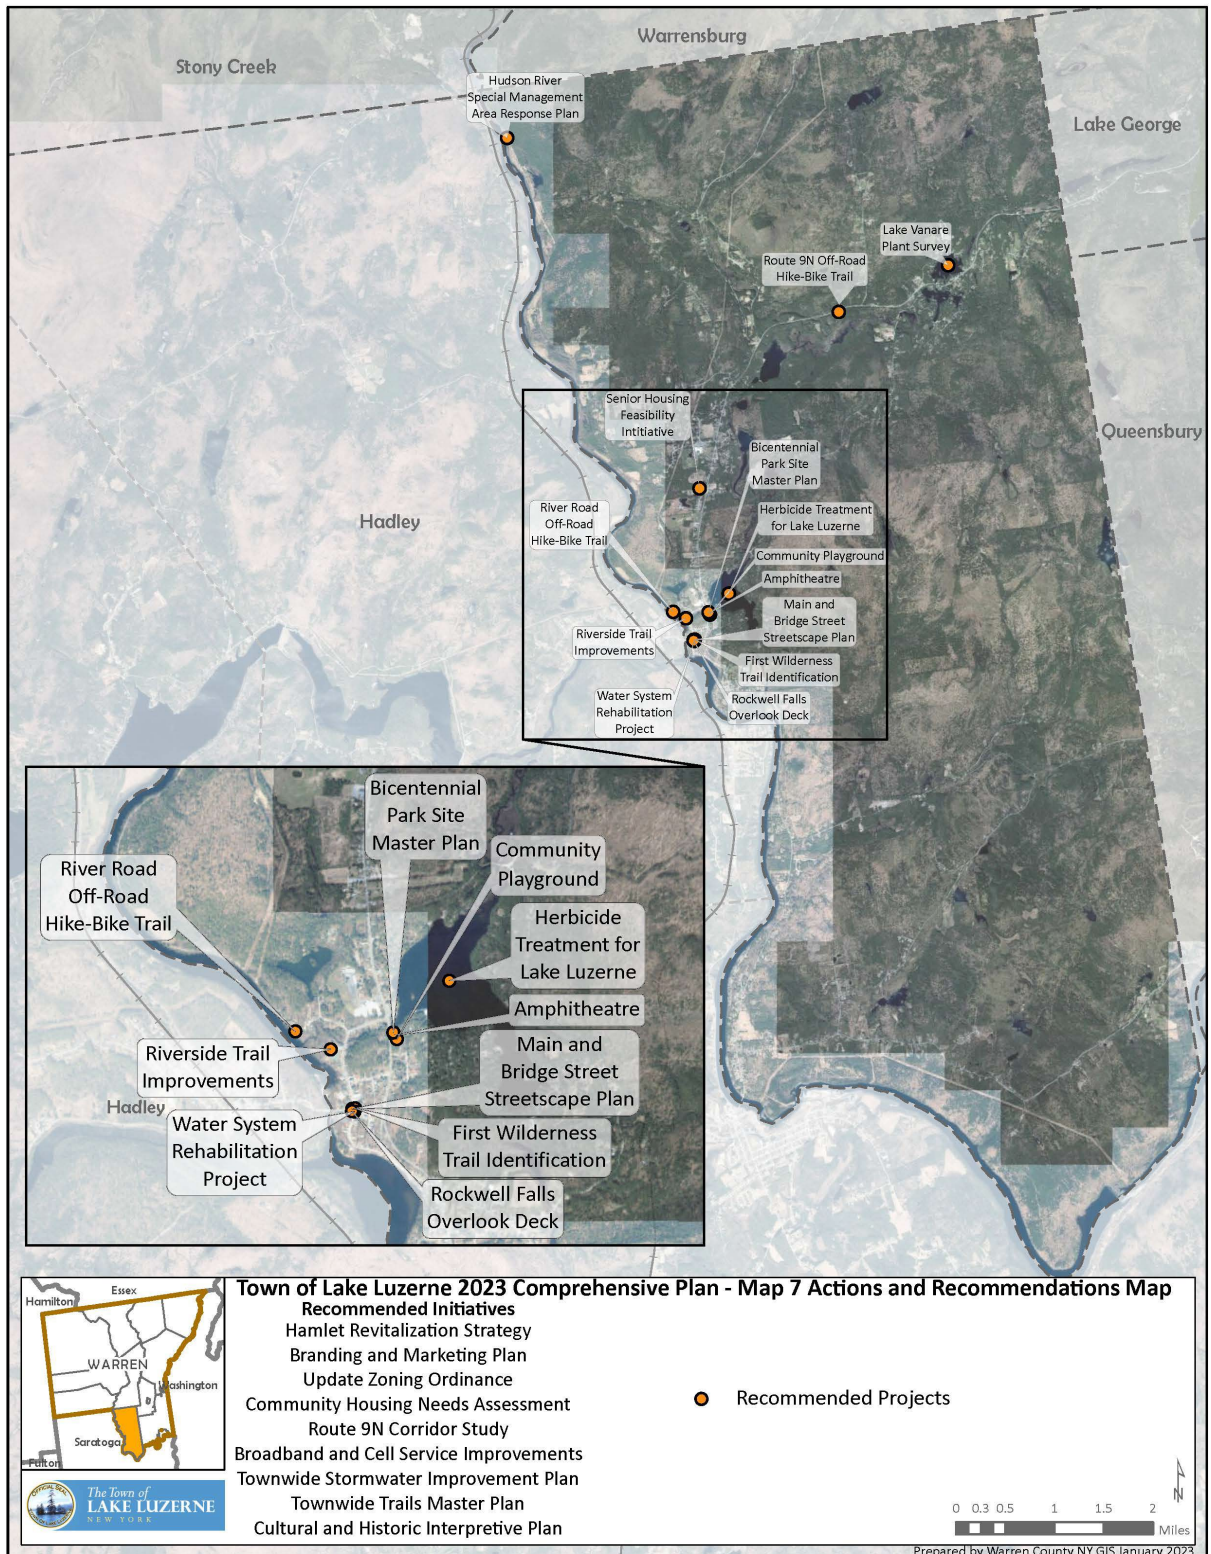 Warrensburg
Stony Creek
Hudson River
Special Management
Area Response Plan
Lake George
Lake Vanare
Plant Survey
Route 9N Off-Road
Hike-Bike Trail
Senior Housing
Feasibility
Intitiative
Queensbury
Bicentennial
Park Site
Master Plan
River Road
Off-Road
Hike-Bike Trail
Herbicide Treatment
for Lake Luzerne
Hadley
Community Playground
Amphitheatre
Main and
Bridge Street
Streetscape Plan
Riverside Trail
Improvements
First Wilderness
Trail Identification
Water System
Rehabilitation
Project
Rockwell Falls
Overlook Deck
Bicentennial
Park Site
Master Plan
Community
Playground
River Road
Off-Road
Hike-Bike Trail
Herbicide
Treatment for
Lake Luzerne
Amphitheatre
Riverside Trail
Improvements
Main and
Bridge Street
Streetscape Plan
Hadley
Water System
Rehabilitation
Project
First Wilderness
Trail Identification
Rockwell Falls
Overlook Deck
Essex
Hamilton
WARREN
Washington
Saratoga
Fulton
OFFICIAL SEAL
The Town of
LAKE LUZERNE
NEW YORK
Town of Lake Luzerne 2023 Comprehensive Plan - Map 7 Actions and Recommendations Map
Recommended Initiatives
Hamlet Revitalization Strategy
Branding and Marketing Plan
Update Zoning Ordinance
Community Housing Needs Assessment
Route 9N Corridor Study
Broadband and Cell Service Improvements
Townwide Stormwater Improvement Plan
Townwide Trails Master Plan
Cultural and Historic Interpretive Plan
Recommended Projects
N
0 0.3 0.5 1 1.5 2
Miles
Prepared by Warren County NY GIS January 2023